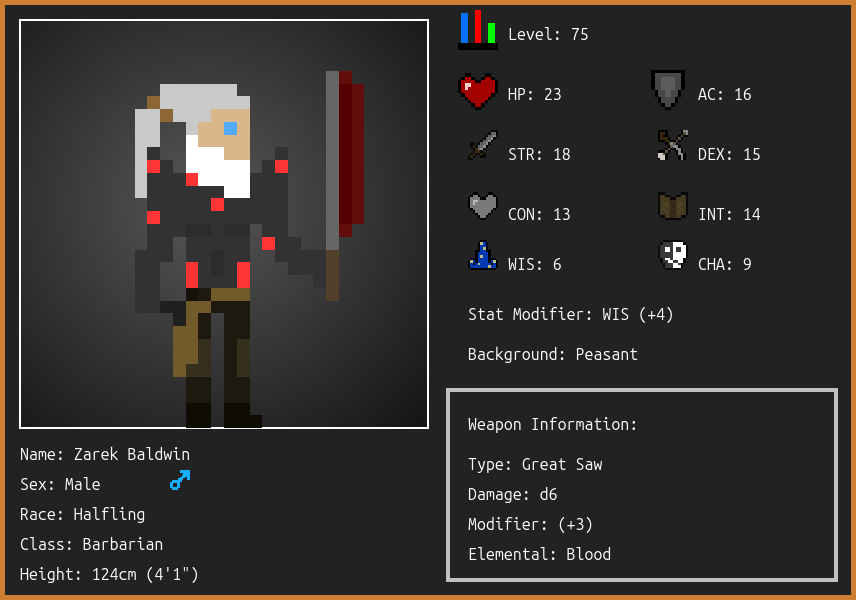 Level: 75
HP: 23
AC: 16
STR: 18
DEX: 15
CON: 13
INT: 14
WIS: 6
CHA: 9
Stat Modifier: WIS (+4)
Background: Peasant
Weapon Information:
Type: Great Saw
Damage: d6
Modifier: (+3)
Elemental: Blood
Name: Zarek Baldwin
Sex: Male
Race: Halfling
Class: Barbarian
Height: 124cm (4'1")